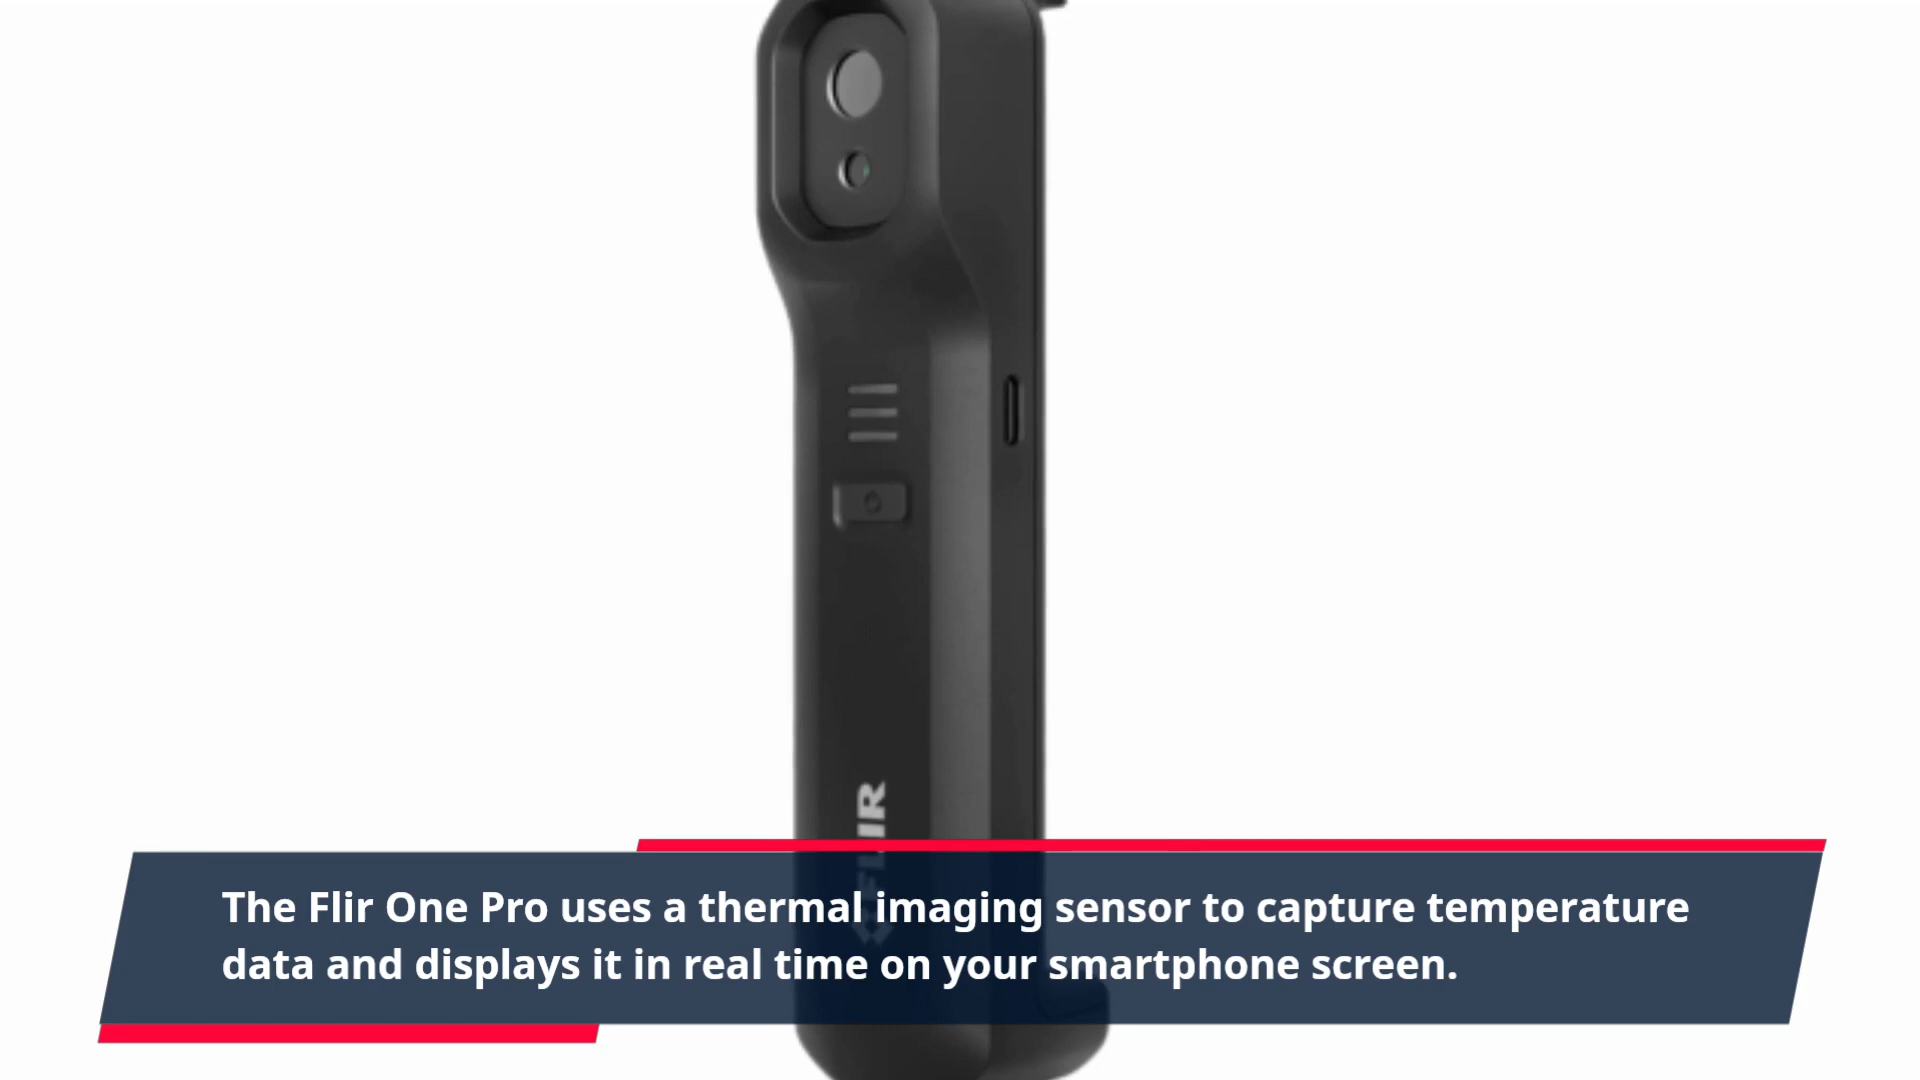 FLIR
The Flir One Pro uses a thermal imaging sensor to capture temperature
data and displays it in real time on your smartphone screen.